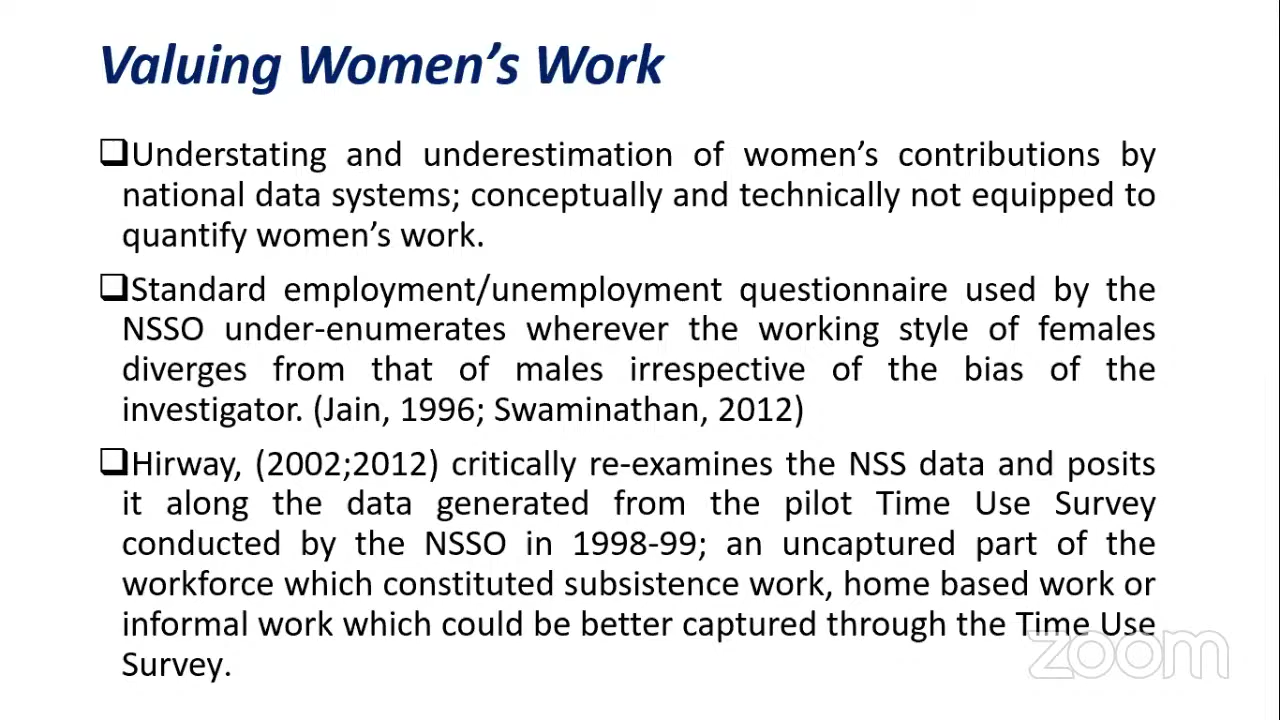 Valuing Women's Work
❑Understating and underestimation of women's contributions by
national data systems; conceptually and technically not equipped to
quantify women's work.
❑Standard employment/unemployment questionnaire used by the
NSSO under-enumerates wherever the working style of females
diverges from that of males irrespective of the bias of the
investigator. (Jain, 1996; Swaminathan, 2012)
❑Hirway, (2002;2012) critically re-examines the NSS data and posits
it along the data generated from the pilot Time Use Survey
conducted by the NSSO in 1998-99; an uncaptured part of the
workforce which constituted subsistence work, home based work or
informal work which could be better captured through the Time Use
Survey.
zoom